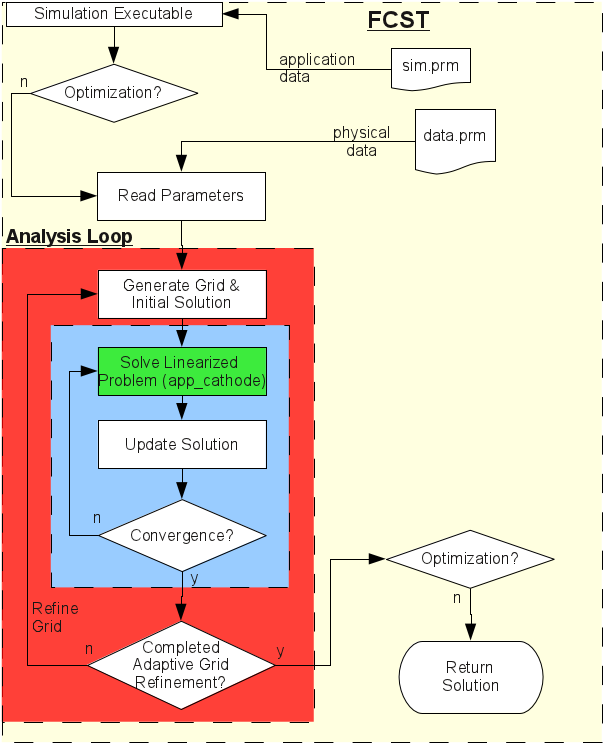 Simulation Executable
FCST
application
data
sim.prm
n
Optimization?
physical
data
data.prm
Read Parameters
Analysis Loop
Generate Grid &
Initial Solution
Solve Linearized
Problem (app_cathode)
Update Solution
n
Convergence?
y
Optimization?
n
Refine
Grid
n
Completed
Adaptive Grid
Refinement?
y
Return
Solution